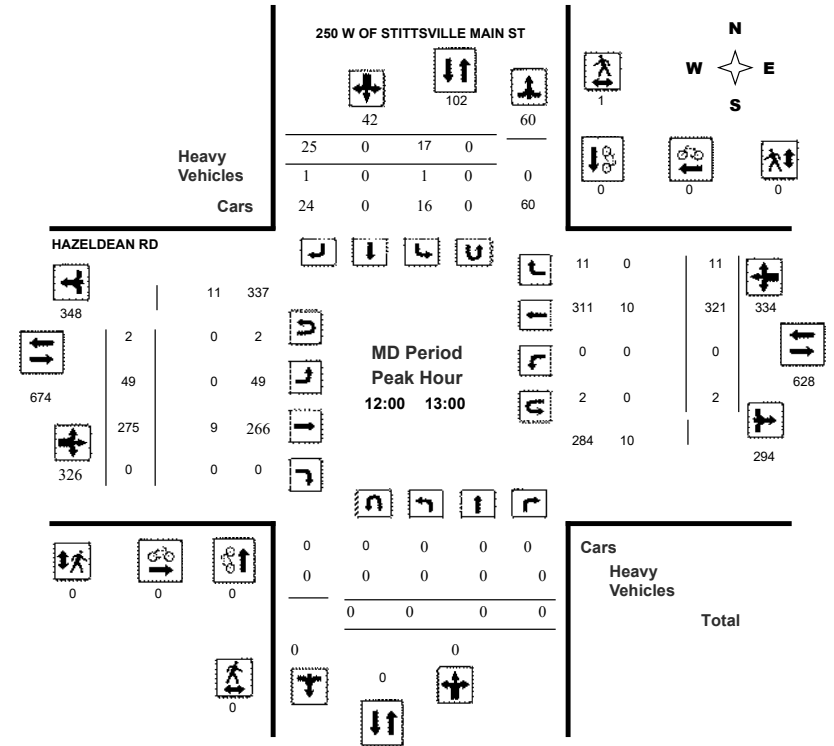 250 W OF STITTSVILLE MAIN ST
N
W E
S
102
1
42 60
25 0 17 0
Heavy
Vehicles
1 0 1 0 0
0 0 0
Cars
24 0 16 0 60
HAZELDEAN RD
348
11 337
11 0 11
311 10 321 334
2 0 2
MD Period
Peak Hour
12:00 13:00
0 0 0
674
49 0 49
628
2 0 2
275 9 266
284 10
294
326
0 0 0
0 0 0 0 0
Cars
0 0 0 0 0
Heavy
Vehicles
0 0 0
0 0 0 0
Total
0 0
0
0